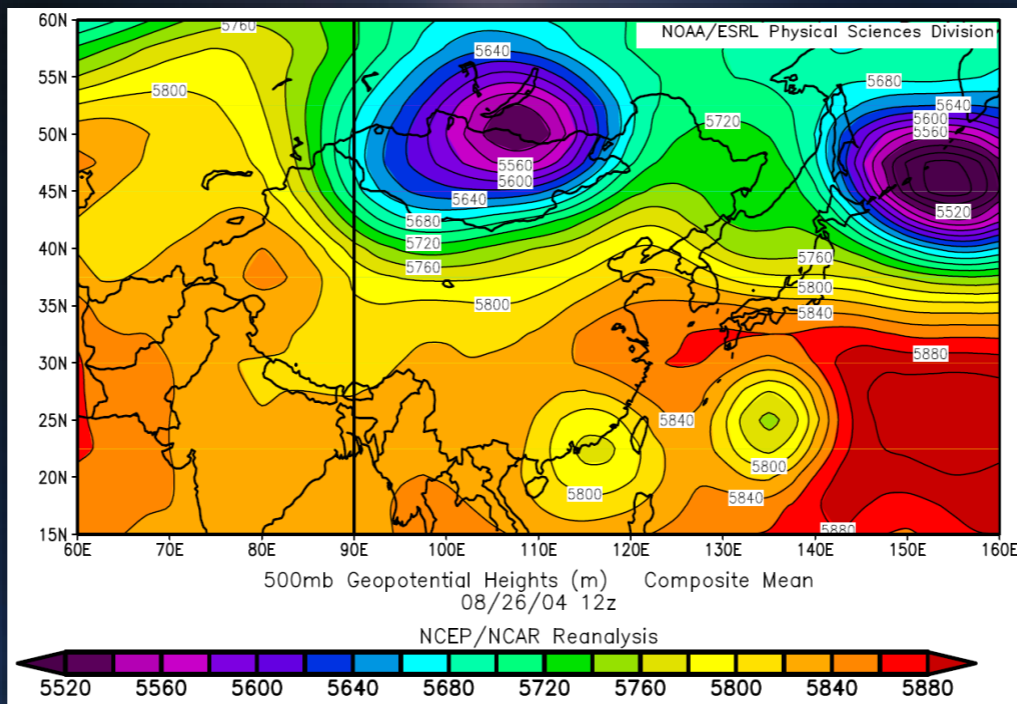 60N
55N
50N
45N
40N
35N
30N
25N
20N
15N
NOAA/ESRL Physical Sciences Division
5760
5640
5800
5680
5640
5600
5560
5720
5560
5600
5640
5520
5680
5720
5760
5760
5800
5800
5840
5880
5840
5800
5800
5840
5880
60E 70E 80E 90E 100E 110E 120E 130E 140E 150E 160E
500mb Geopotential Heights (m) Composite Mean
08/26/04 12z
NCEP/NCAR Reanalysis
5520 5560 5600 5640 5680 5720 5760 5800 5840 5880